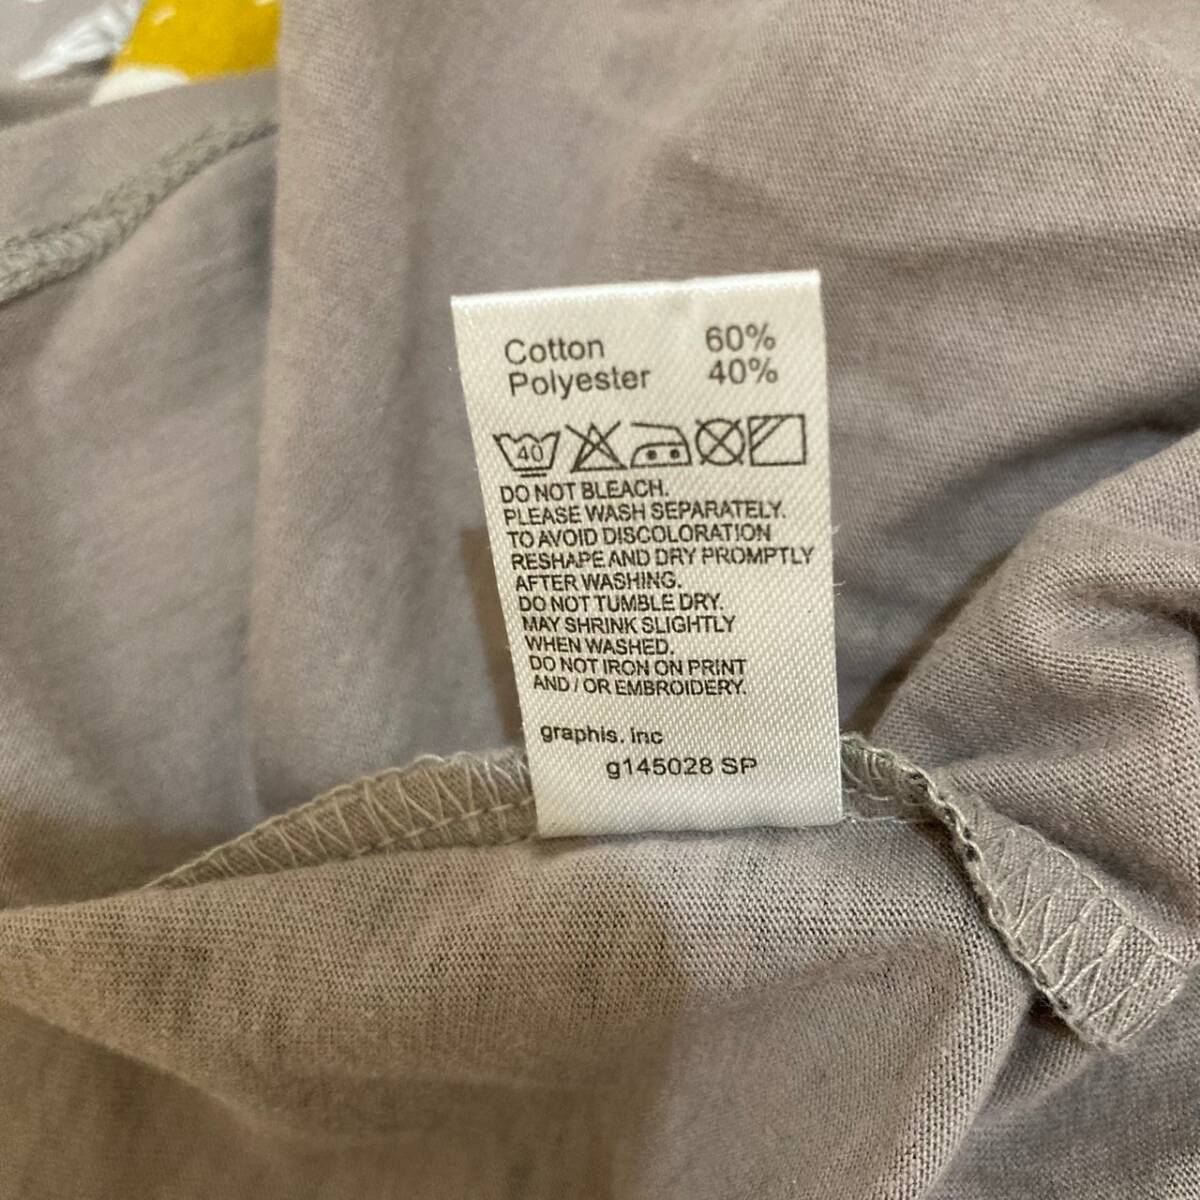 Cotton 60%
Polyester 40%
40
DO NOT BLEACH.
PLEASE WASH SEPARATELY.
TO AVOID DISCOLORATION
RESHAPE AND DRY PROMPTLY
AFTER WASHING.
DO NOT TUMBLE DRY.
MAY SHRINK SLIGHTLY
WHEN WASHED.
DO NOT IRON ON PRINT
AND / OR EMBROIDERY.
graphis. inc
g145028 SP